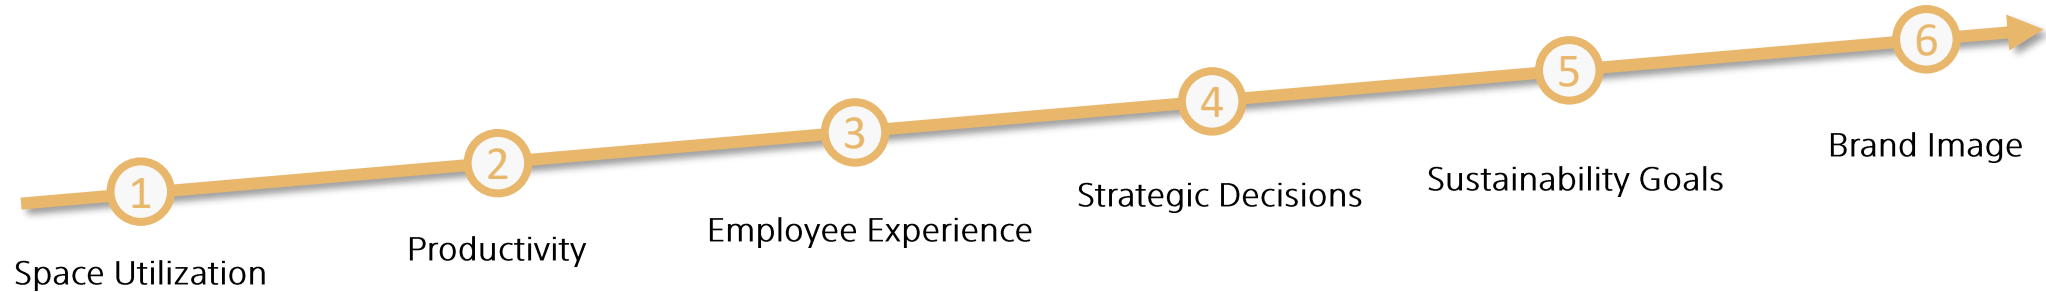 1
Space Utilization
2
Productivity
3
Employee Experience
4
Strategic Decisions
5
Sustainability Goals
6
Brand Image